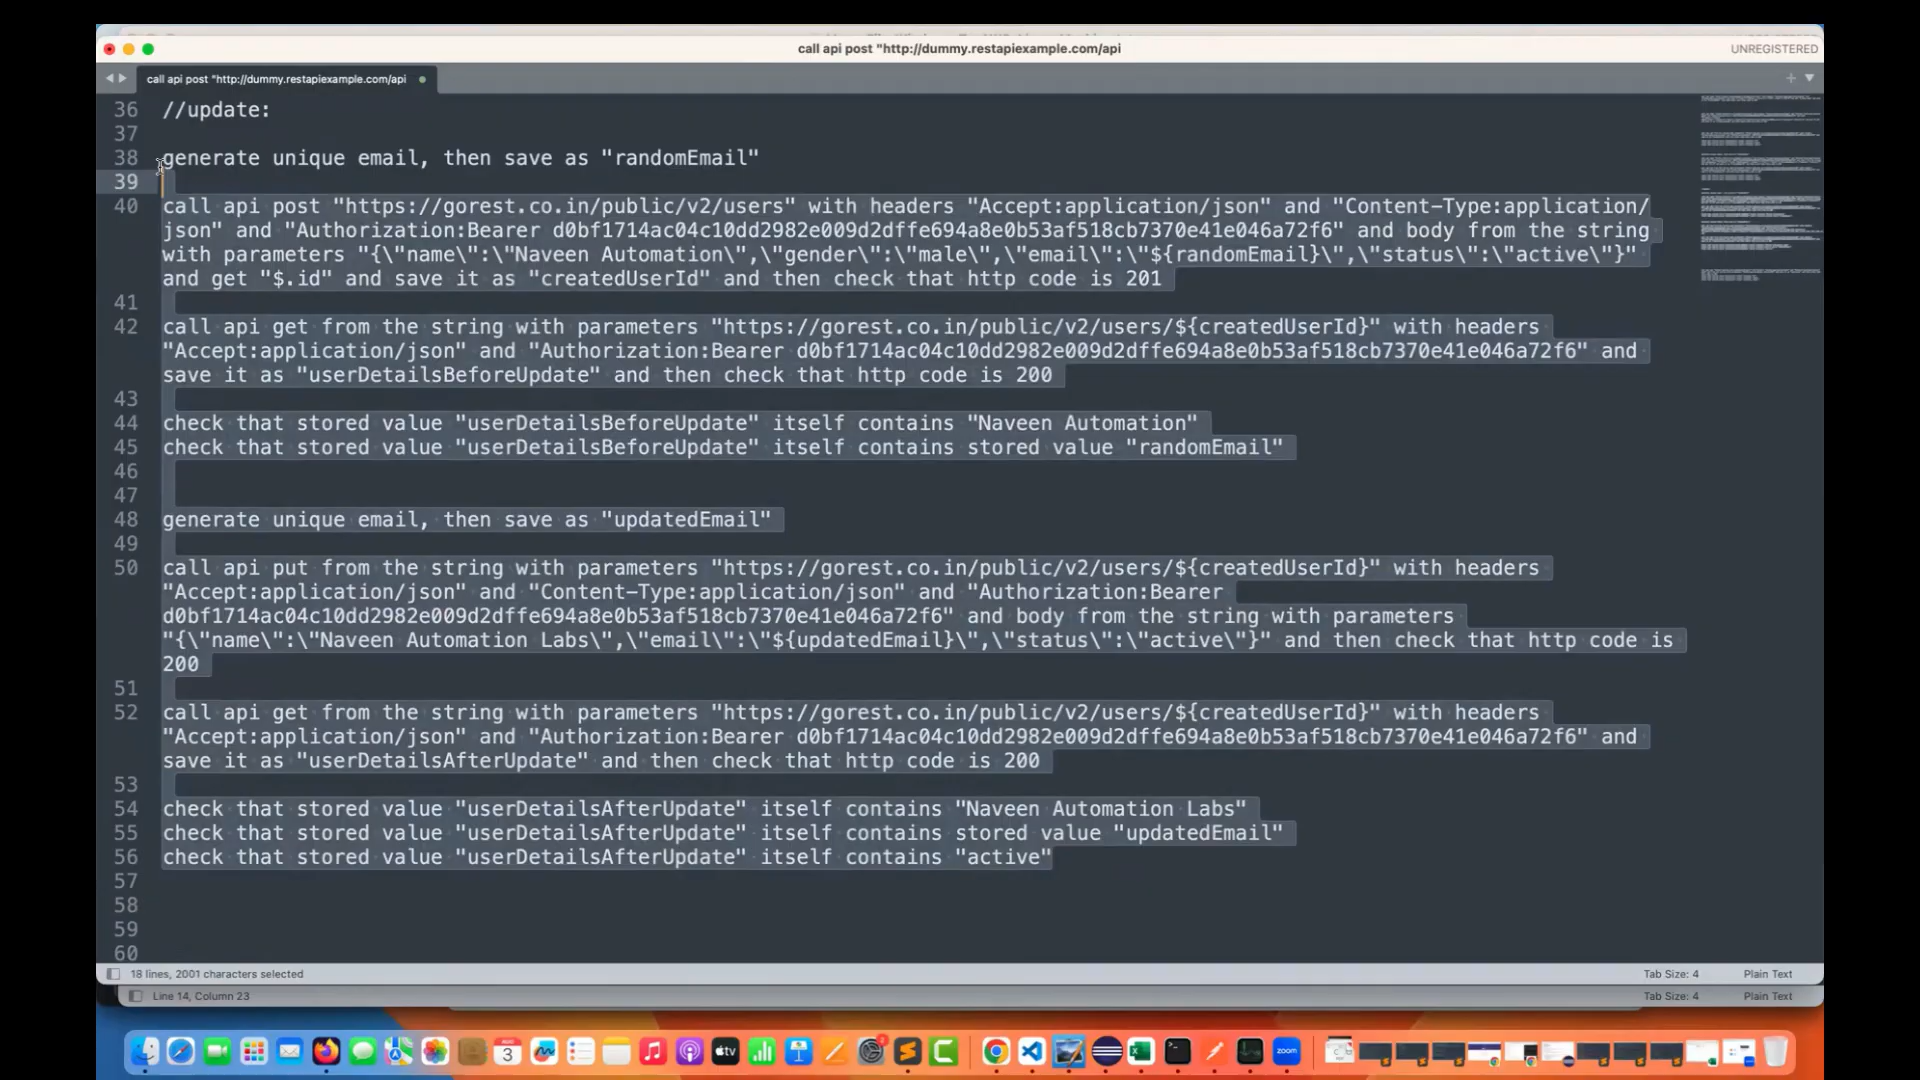 call api post "http://dummy.restapiexample.com/api
UNREGISTERED
call api post "http://dummy.restapiexample.com/api
36 //update:
37
38 generate unique email, then save as "randomEmail"
39
40 call api post "https://gorest.co.in/public/v2/users" with headers "Accept:application/json" and "Content-Type:application/
json" and "Authorization:Bearer d0bf1714ac04c10dd2982e009d2dffe694a8e0b53af518cb7370e41e046a72f6" and body from the string
with parameters "{\"name\":\"Naveen Automation\",\"gender\":\"male\",\"email\":\"${randomEmail}\",\"status\":\"active\"}"
and get "$.id" and save it as "createdUserId" and then check that http code is 201
41
42 call api get from the string with parameters "https://gorest.co.in/public/v2/users/${createdUserId}" with headers
"Accept:application/json" and "Authorization:Bearer d0bf1714ac04c10dd2982e009d2dffe694a8e0b53af518cb7370e41e046a72f6" and
save it as "userDetailsBeforeUpdate" and then check that http code is 200
43
44 check that stored value "userDetailsBeforeUpdate" itself contains "Naveen Automation"
45 check that stored value "userDetailsBeforeUpdate" itself contains stored value "randomEmail"
46
47
48 generate unique email, then save as "updatedEmail"
49
50 call api put from the string with parameters "https://gorest.co.in/public/v2/users/${createdUserId}" with headers
"Accept:application/json" and "Content-Type:application/json" and "Authorization:Bearer
d0bf1714ac04c10dd2982e009d2dffe694a8e0b53af518cb7370e41e046a72f6" and body from the string with parameters
"{\"name\":\"Naveen Automation Labs\",\"email\":\"${updatedEmail}\",\"status\":\"active\"}" and then check that http code is
200
51
52 call api get from the string with parameters "https://gorest.co.in/public/v2/users/${createdUserId}" with headers
"Accept:application/json" and "Authorization:Bearer d0bf1714ac04c10dd2982e009d2dffe694a8e0b53af518cb7370e41e046a72f6" and
save it as "userDetailsAfterUpdate" and then check that http code is 200
53
54 check that stored value "userDetailsAfterUpdate" itself contains "Naveen Automation Labs"
55 check that stored value "userDetailsAfterUpdate" itself contains stored value "updatedEmail"
56 check that stored value "userDetailsAfterUpdate" itself contains "active"
57
58
59
60
18 lines, 2001 characters selected
Tab Size: 4
Plain Text
Line 14, Column 23
Tab Size: 4
Plain Text
3
tv
zoom